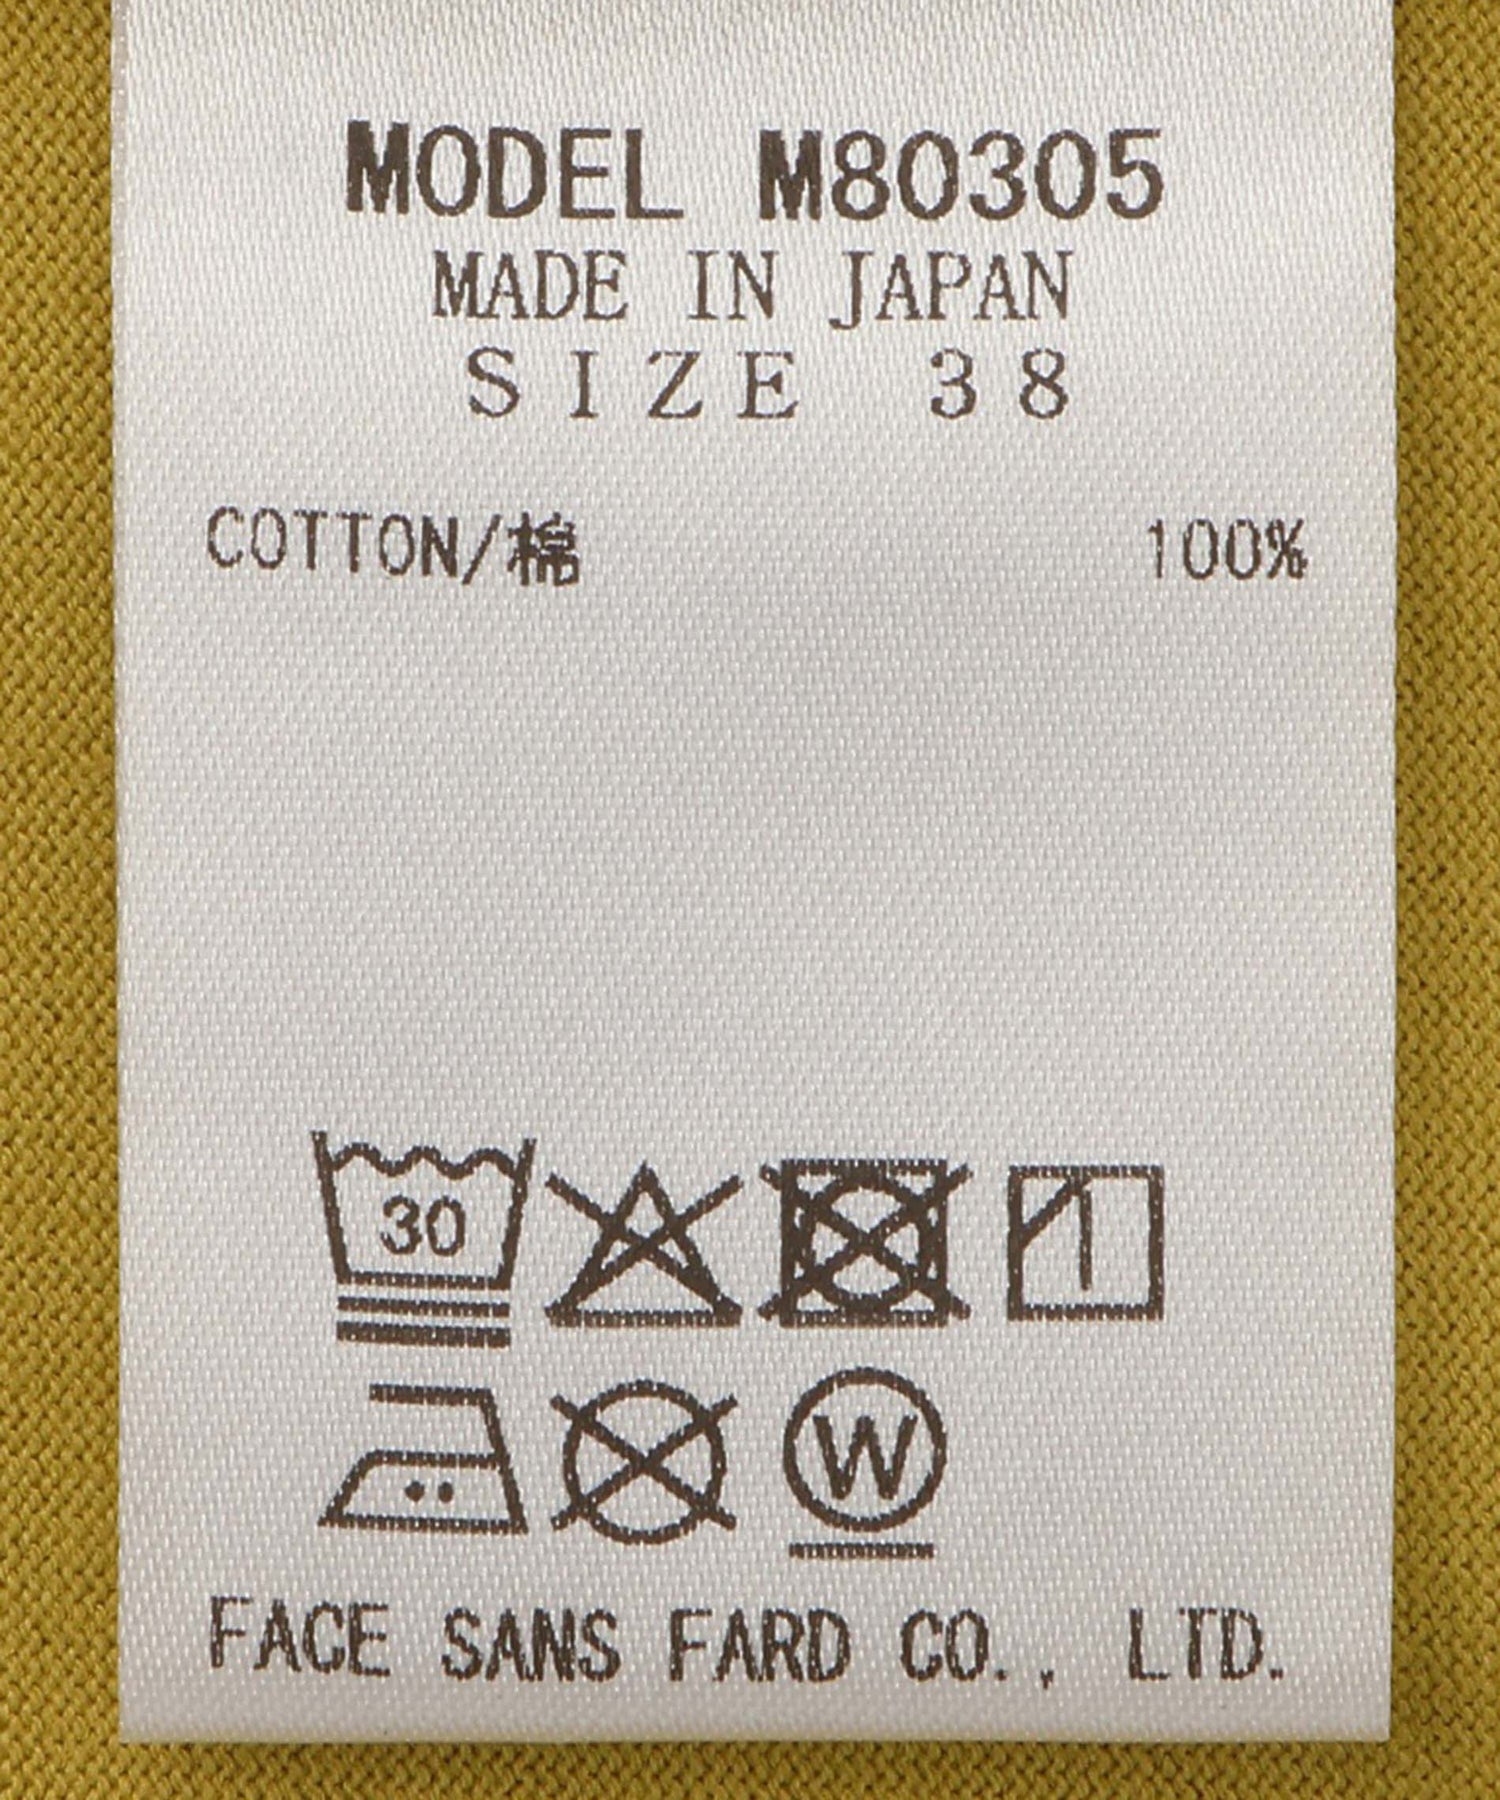 MODEL M80305
MADE IN JAPAN
SIZE 38
COTTON/棉 100%
30
W
FACE SANS FARD CO., LTD.